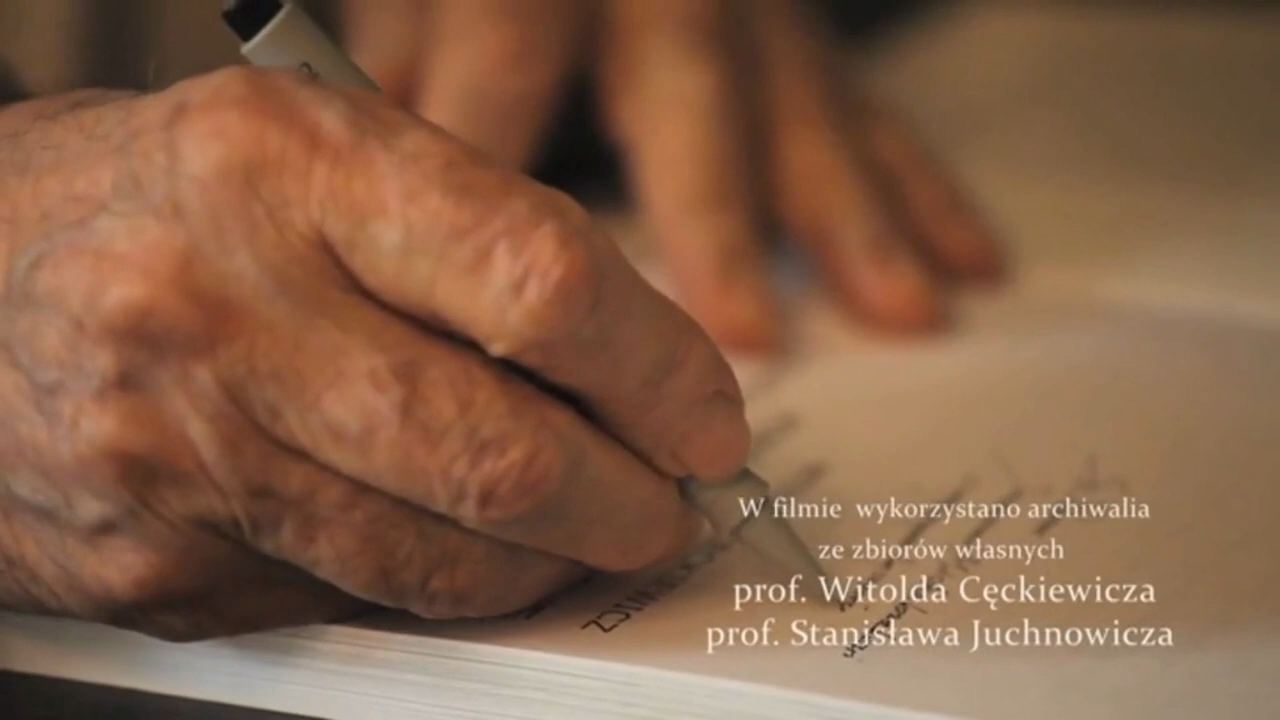 W filmie wykorzystano archiwalia
ze zbiorów własnych
prof. Witolda Cęckiewicza
prof. Stanisława Juchnowicza